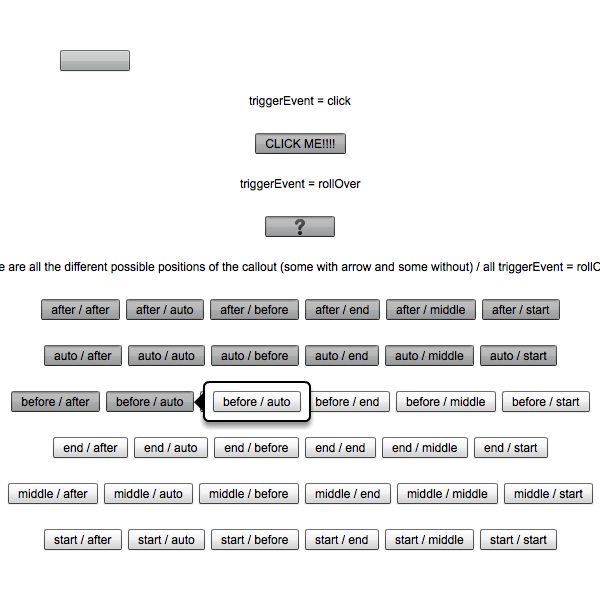 triggerEvent = click
CLICK ME!!!!
triggerEvent = rollOver
?
e are all the different possible positions of the callout (some with arrow and some without) / all triggerEvent = rollO
after / after after / auto after / before after / end after / middle after / start
auto / after auto / auto auto / before auto / end auto / middle auto / start
before / after before / auto before / auto before / end before / middle before / start
end / after end / auto end / before end / end end / middle end / start
middle / after middle / auto middle / before middle / end middle / middle middle / start
start / after start / auto start / before start / end start / middle start / start